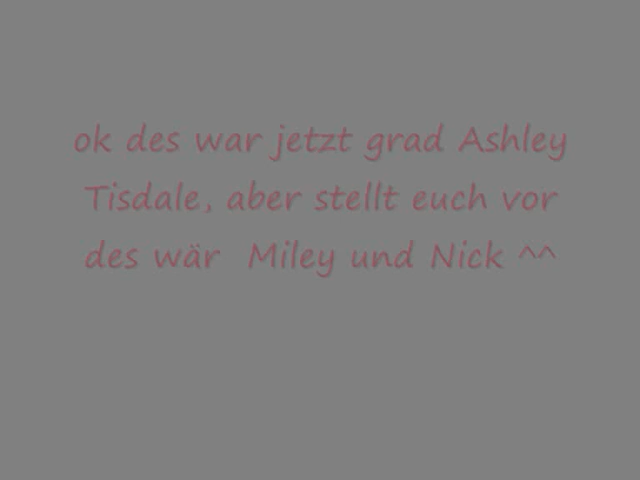 ok des war jetzt grad Ashley
Tisdale, aber stellt euch vor
des wär Miley und Nick ^^